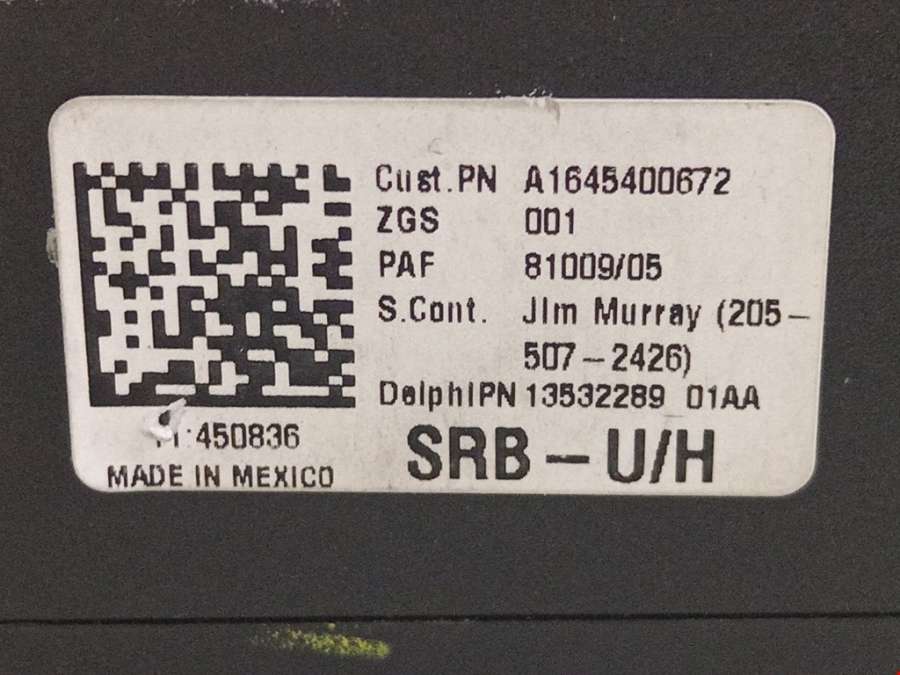 Cust.PN A1645400672
ZGS 001
PAF 81009/05
S.Cont. Jim Murray (205-
507-2426)
DelphiPN 13532289 01AA
450836
SRB-U/H
MADE IN MEXICO